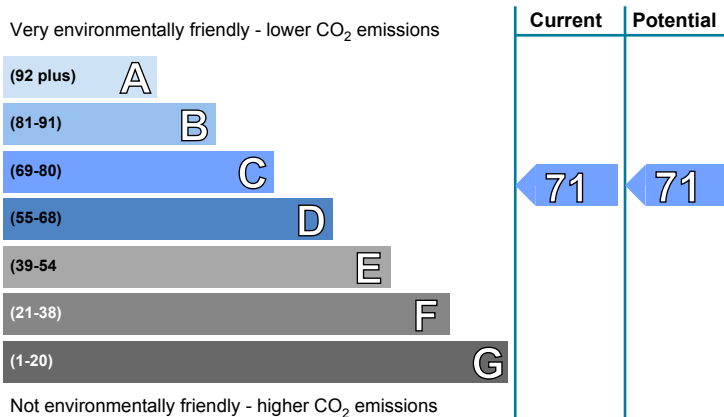 Current Potential
Very environmentally friendly - lower CO₂ emissions
(92 plus) A
(81-91) B
(69-80) C
71 71
(55-68) D
(39-54 E
(21-38) F
(1-20) G
Not environmentally friendly - higher CO₂ emissions